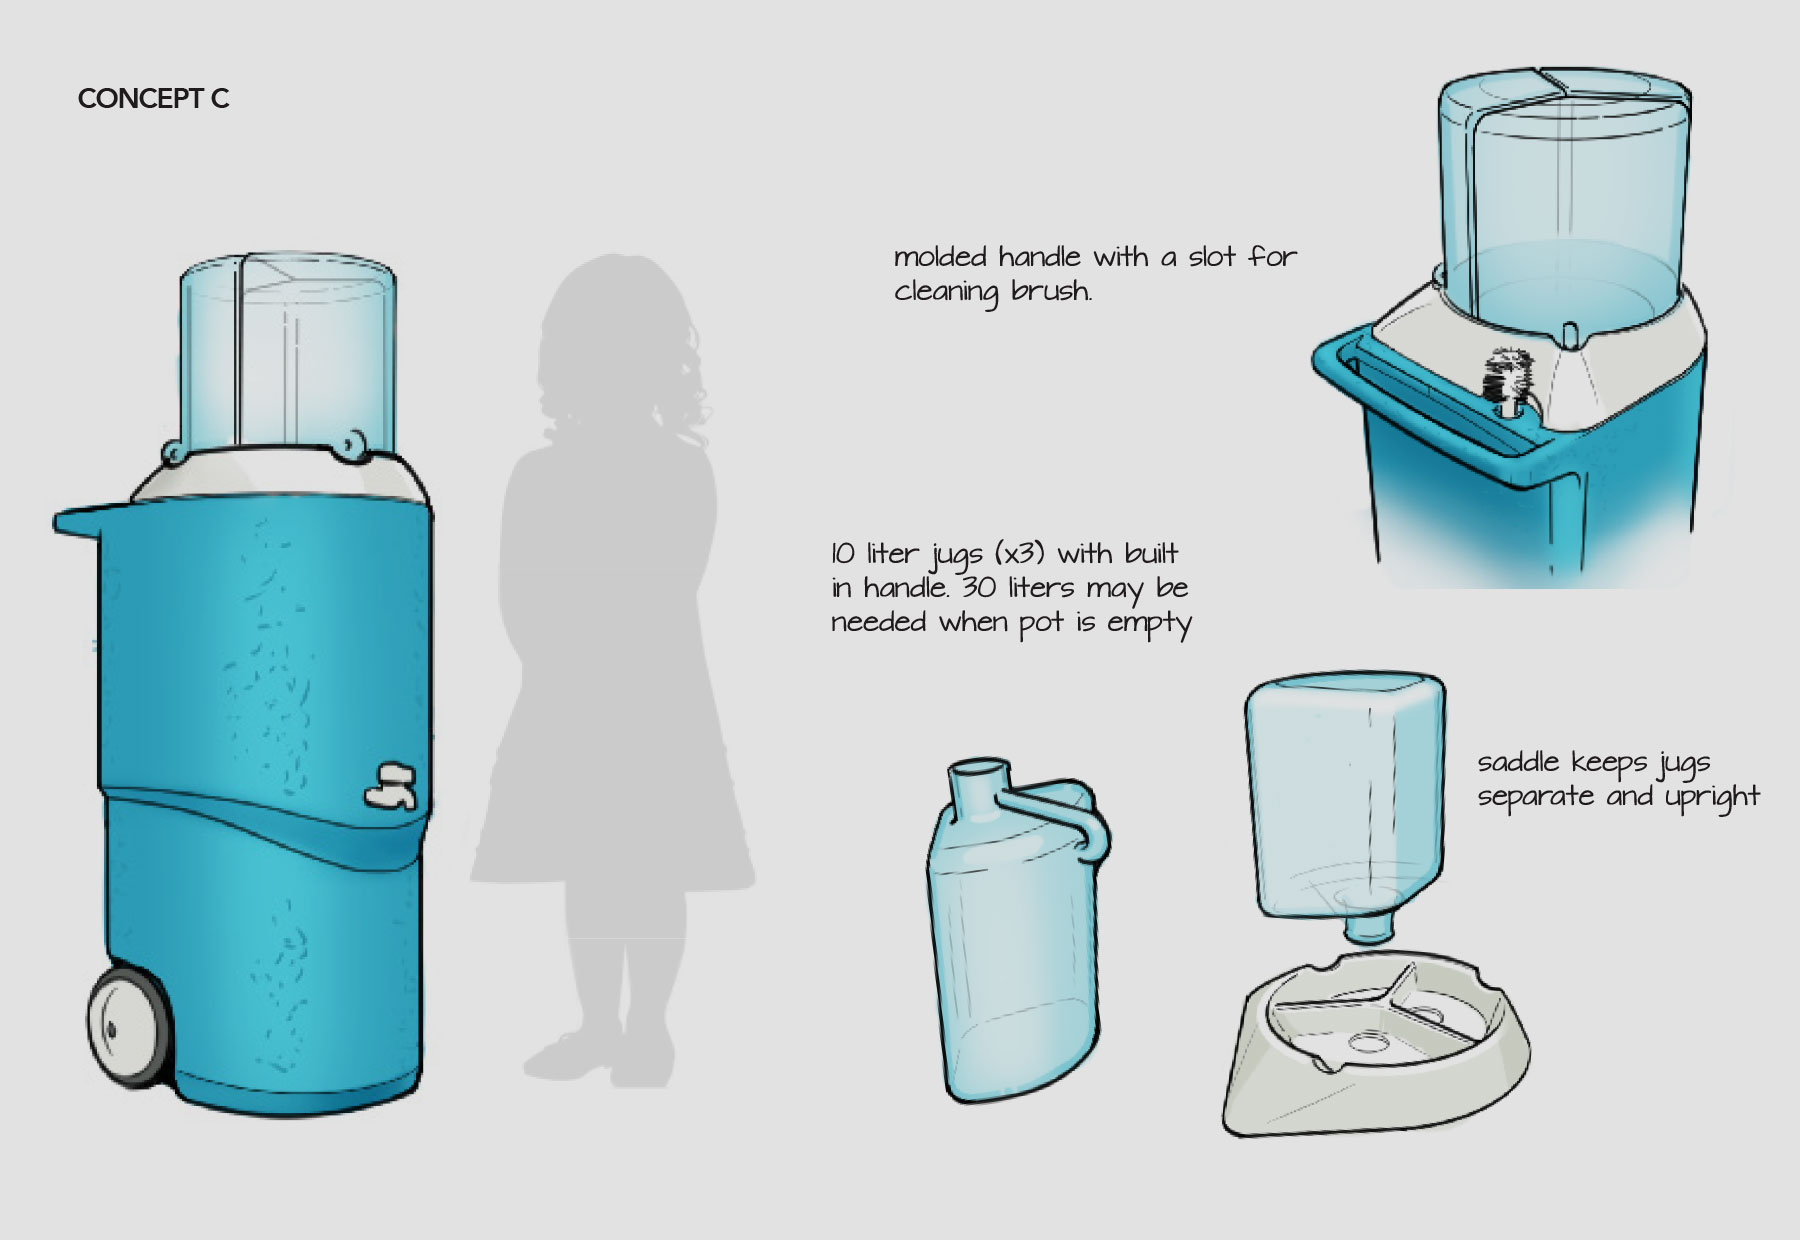 CONCEPT C
molded handle with a slot for
cleaning brush.
10 liter jugs (x3) with built
in handle. 30 liters may be
needed when pot is empty
saddle keeps jugs
separate and upright